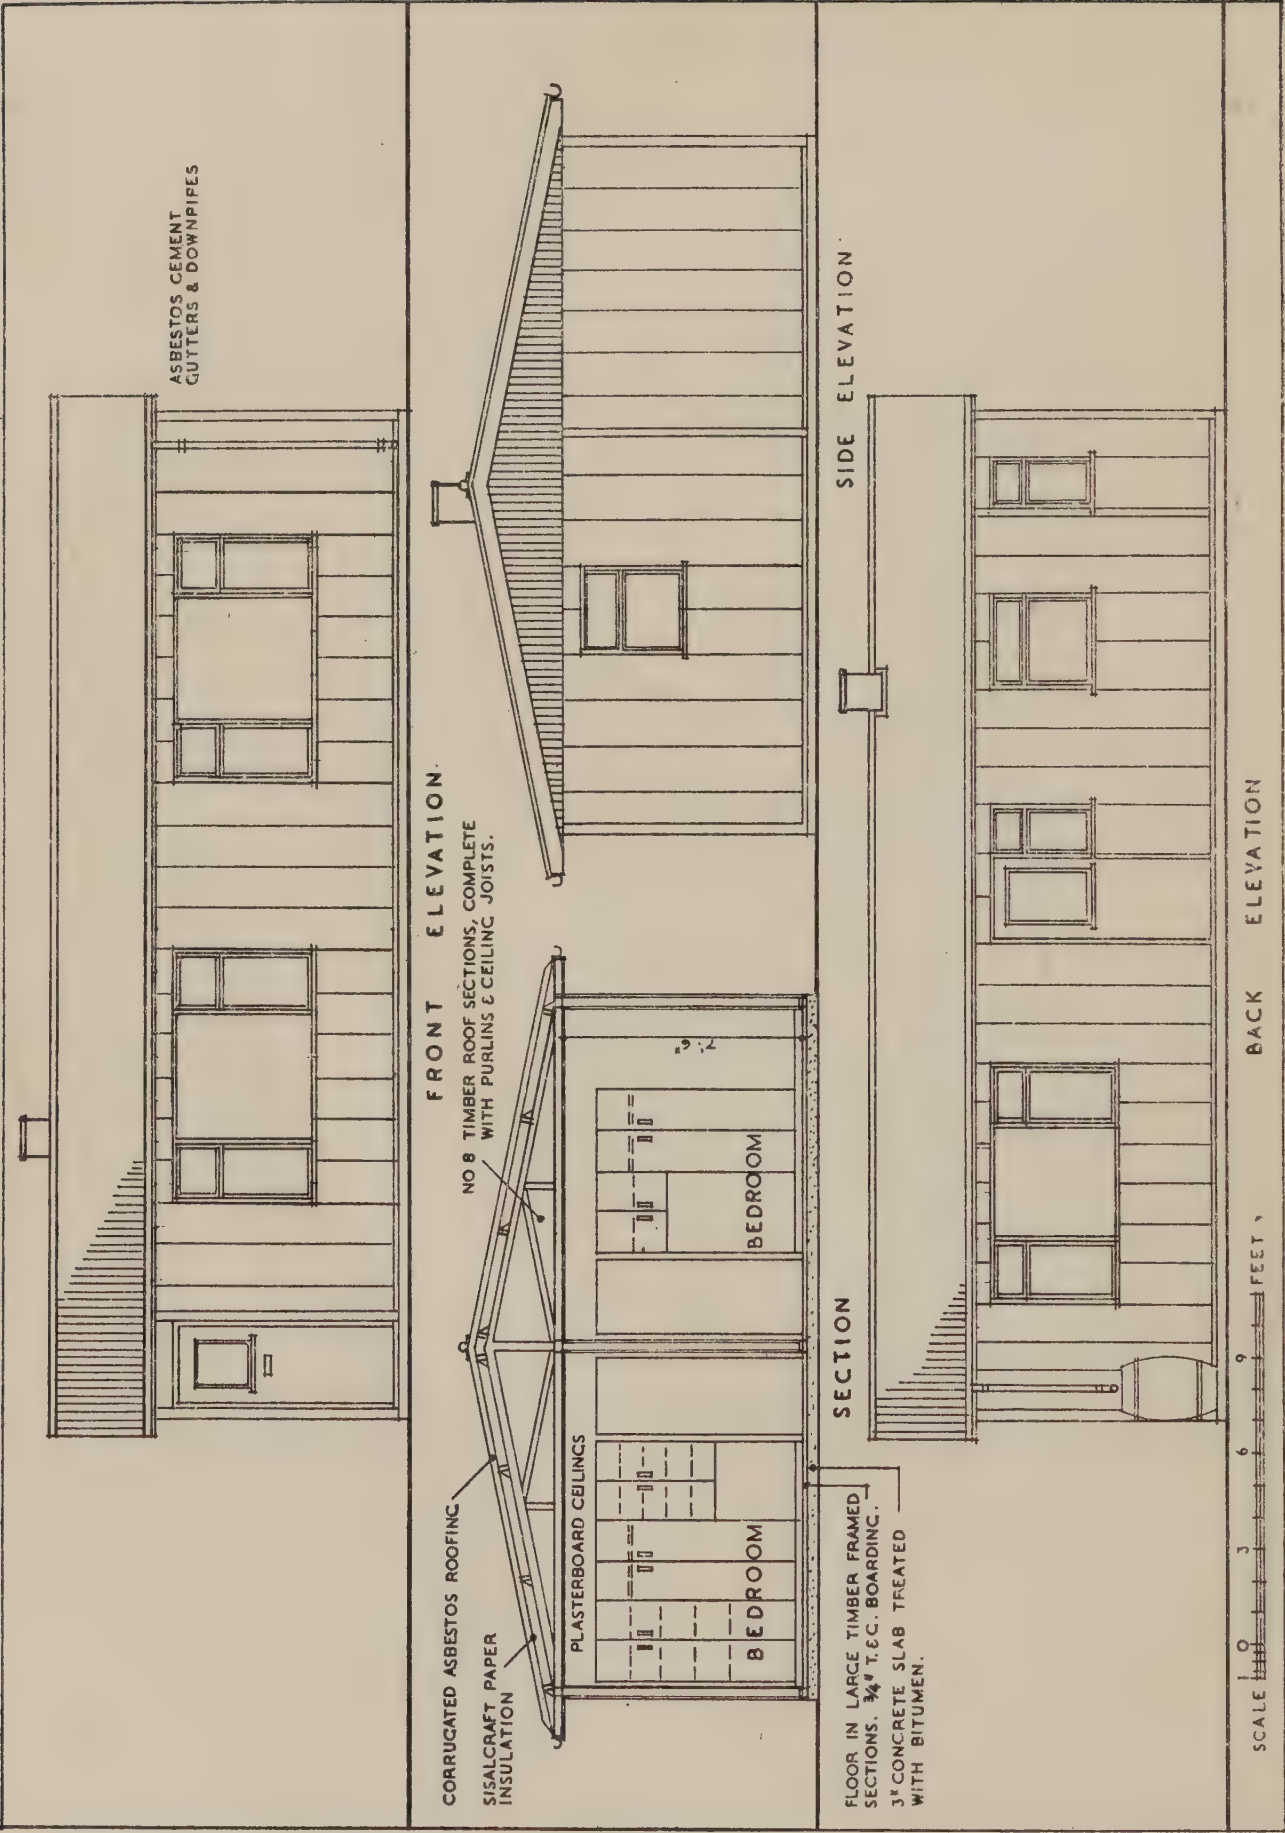 ASBESTOS CEMENT
GUTTERS & DOWNPIPES
FRONT ELEVATION.
CORRUGATED ASBESTOS ROOFING
SISALCRAFT PAPER
INSULATION
NO 8 TIMBER ROOF SECTIONS, COMPLETE
WITH PURLINS & CEILING JOISTS.
PLASTERBOARD CEILINGS
7'. 6"
BEDROOM
BEDROOM
SECTION
SIDE ELEVATION.
FLOOR IN LARGE TIMBER FRAMED
SECTIONS. 3/4" T. & G. BOARDING.
3" CONCRETE SLAB TREATED
WITH BITUMEN.
BACK ELEVATION
SCALE 1 0 3 6 9 FEET.